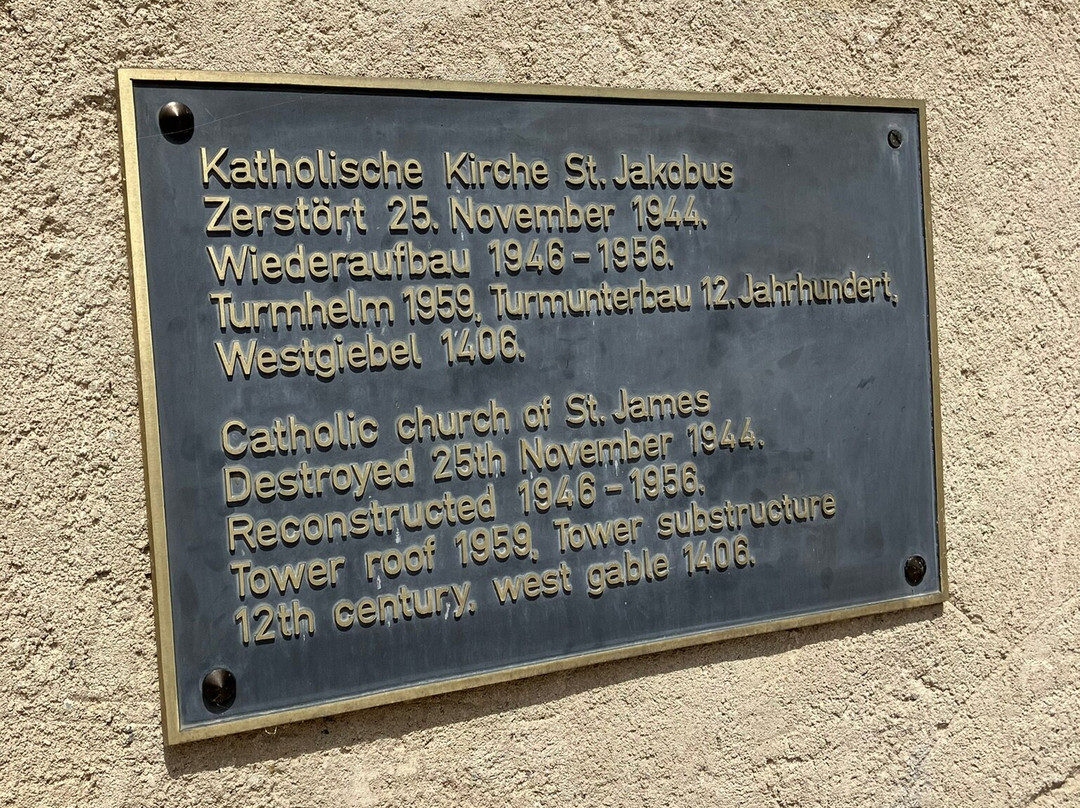 Katholische Kirche St. Jakobus
Zerstört 25. November 1944.
Wiederaufbau 1946 – 1956.
Turmhelm 1959, Turmunterbau 12. Jahrhundert,
Westgiebel 1406.
Catholic church of St. James
Destroyed 25th November 1944.
Reconstructed 1946 – 1956.
Tower roof 1959, Tower substructure
12th century, west gable 1406.